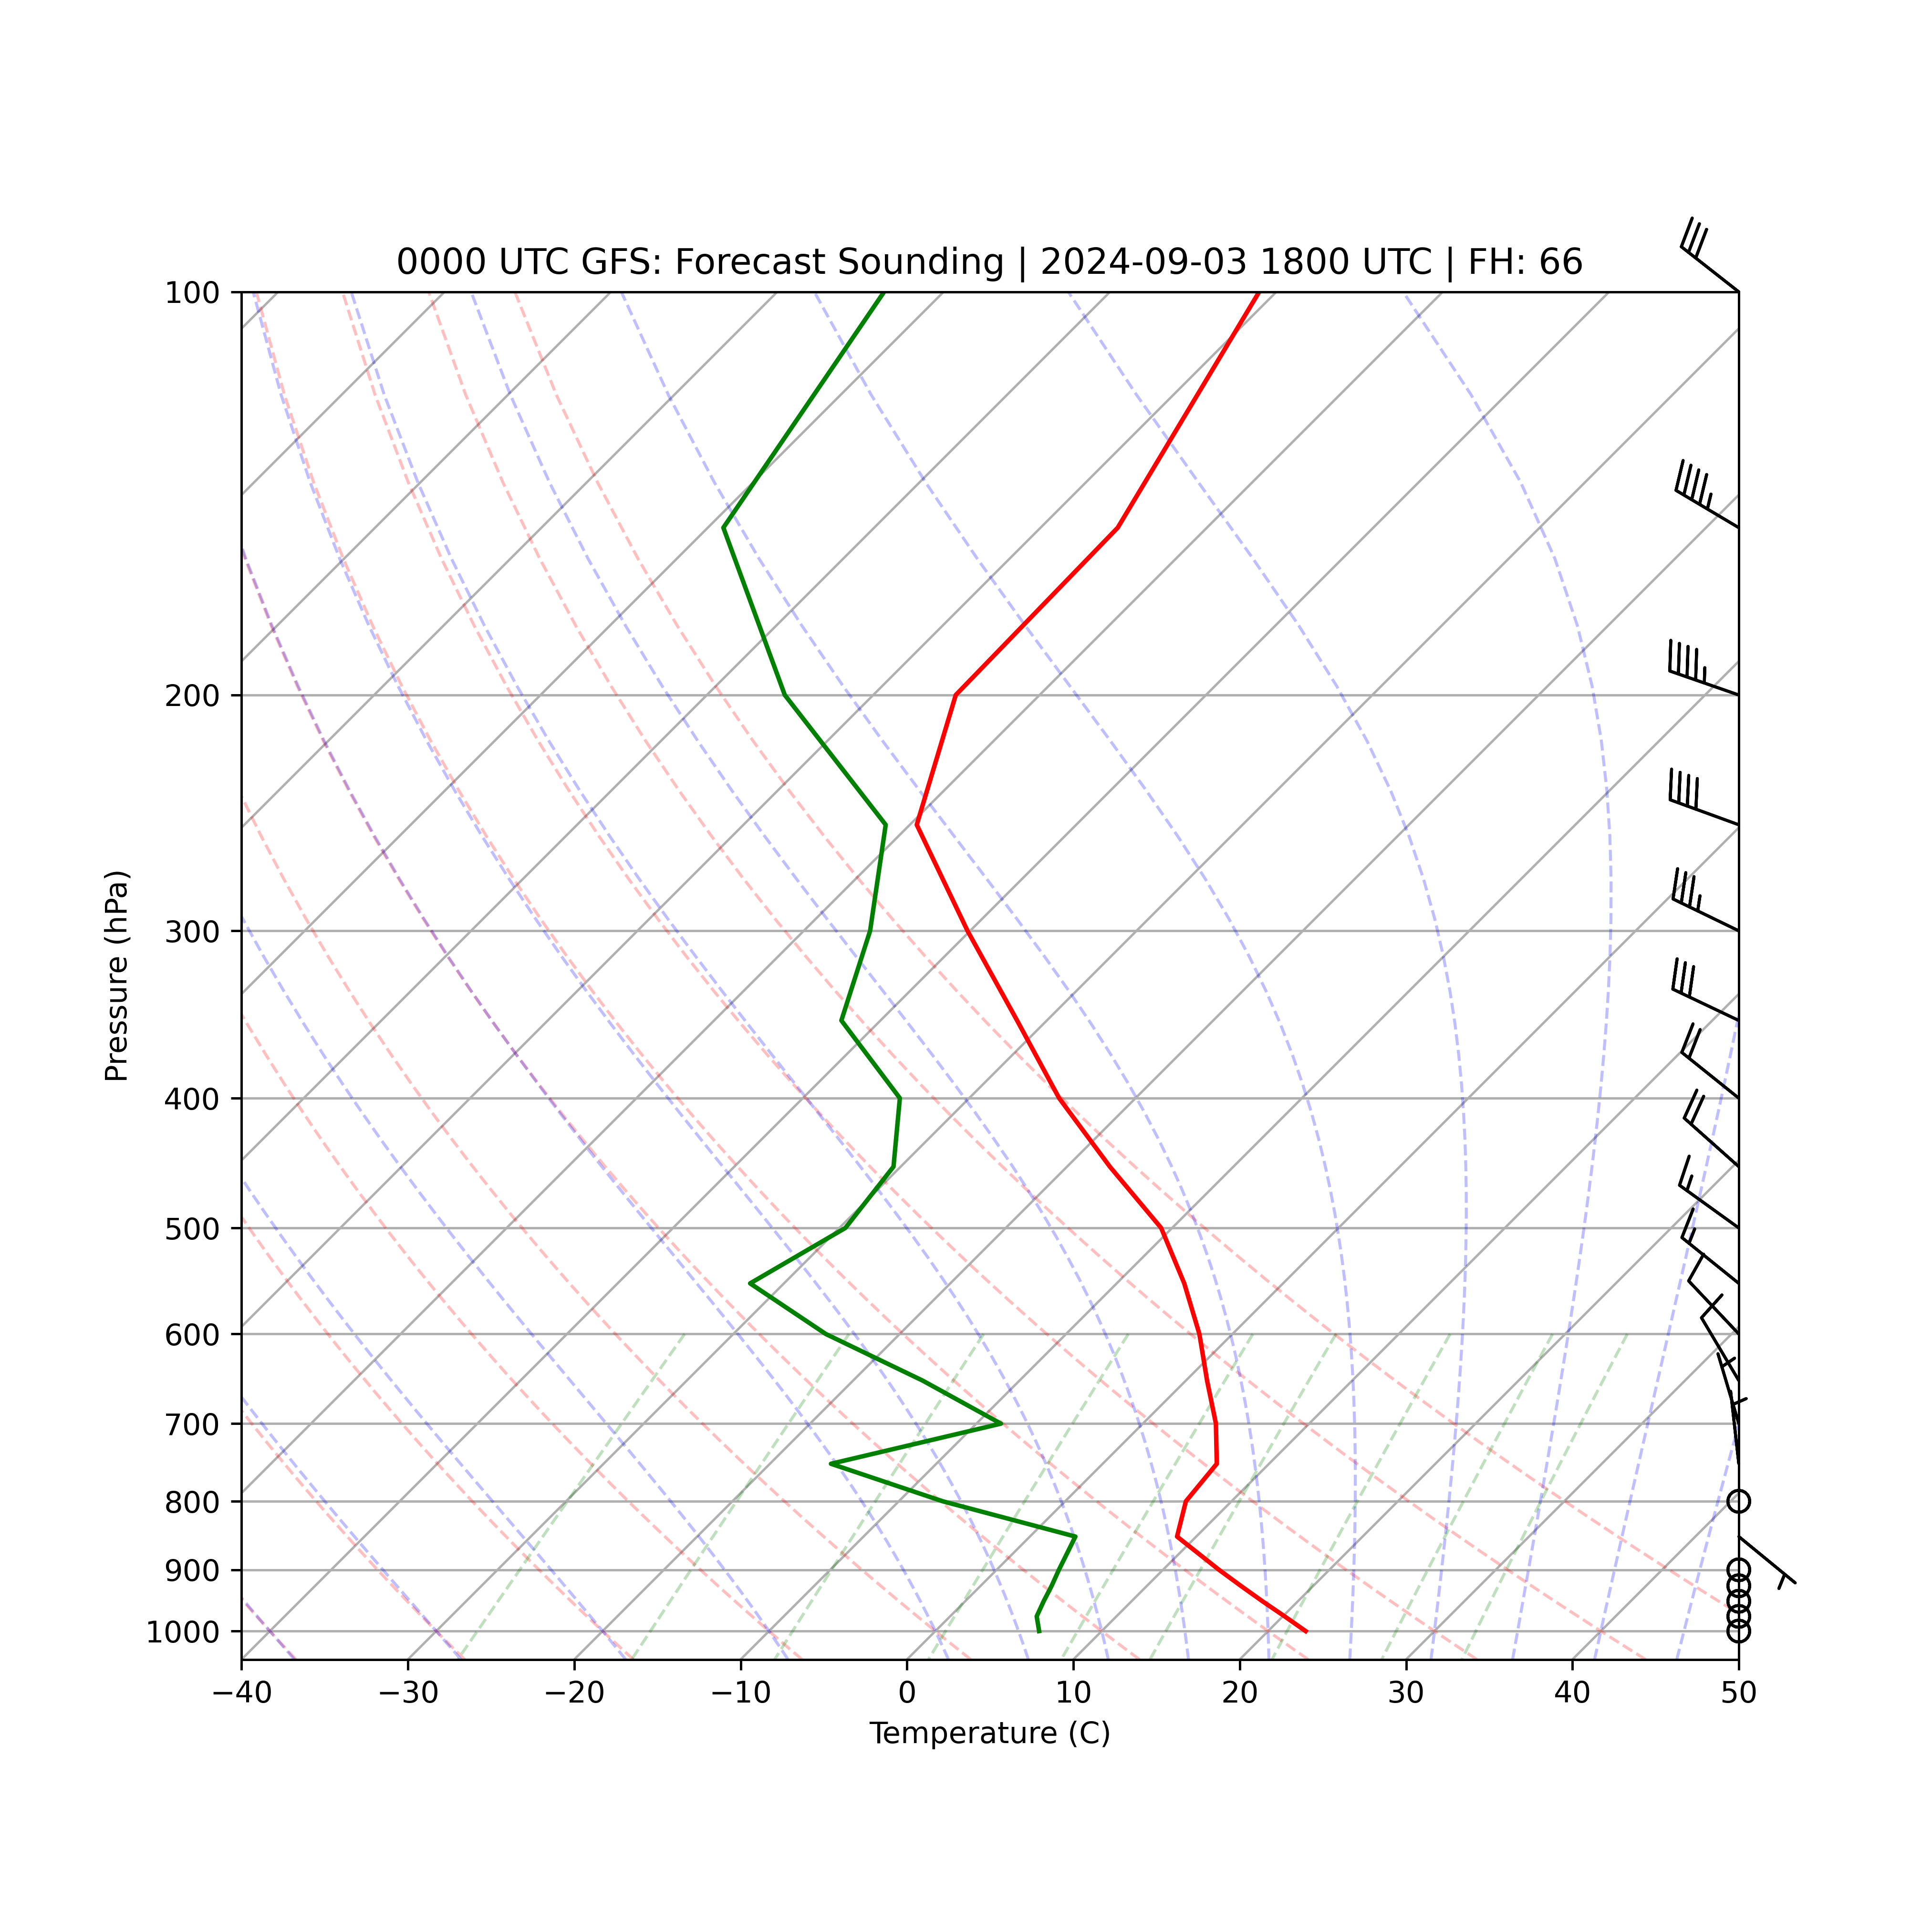 0000 UTC GFS: Forecast Sounding | 2024-09-03 1800 UTC | FH: 66
100
200
300
400
500
600
700
800
900
1000
Pressure (hPa)
−40 −30 −20 −10 0 10 20 30 40 50
Temperature (C)